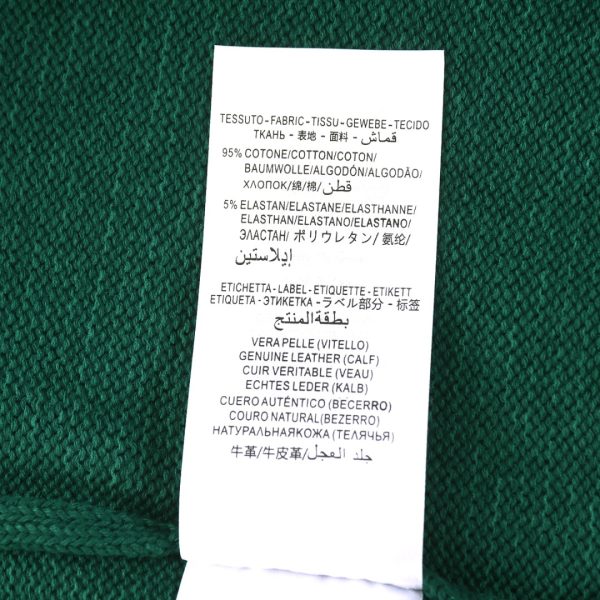 TESSUTO-FABRIC-TISSU-GEWEBE-TECIDO
ТКАНЬ - 表地 - 面料 - قماش
95% COTONE/COTTON/COTON/
BAUMWOLLE/ALGODÓN/ALGODÃO/
ХЛОПОК/綿/棉/ قطن
5% ELASTAN/ELASTANE/ELASTHANNE/
ELASTHAN/ELASTANO/ELASTANO/
ЭЛАСТАН/ ポリウレタン/ 氨纶/
إيلاستين
ETICHETTA-LABEL-ETIQUETTE-ETIKETT
ETIQUETA-ЭТИКЕТКА-ラベル部分-标签
بطقةالمنتج
VERA PELLE (VITELLO)
GENUINE LEATHER (CALF)
CUIR VERITABLE (VEAU)
ECHTES LEDER (KALB)
CUERO AUTÉNTICO (BECERRO)
COURO NATURAL(BEZERRO)
НАТУРАЛЬНАЯКОЖА (ТЕЛЯЧЬЯ)
牛革/牛皮革/جلد العجل